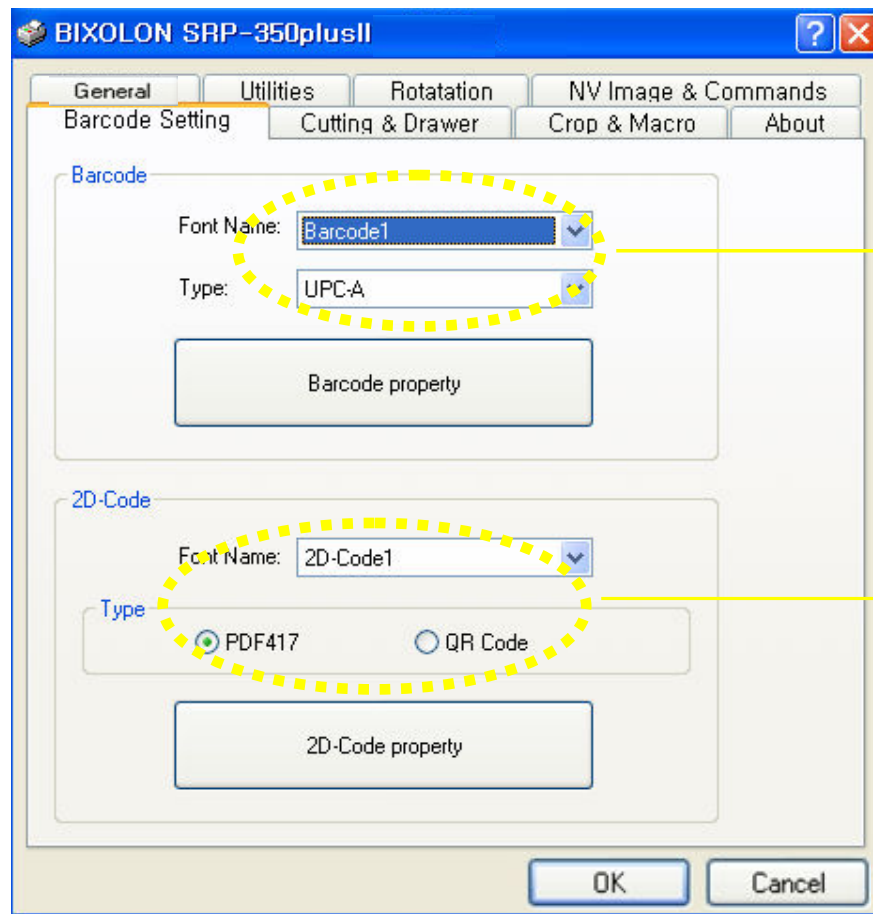 BIXOLON SRP-350plusII
General Utilities Rotatation NV Image & Commands
Barcode Setting Cutting & Drawer Crop & Macro About
Barcode
Font Name: Barcode1
Type: UPC-A
Barcode property
2D-Code
Font Name: 2D-Code1
Type
PDF417 QR Code
2D-Code property
OK Cancel